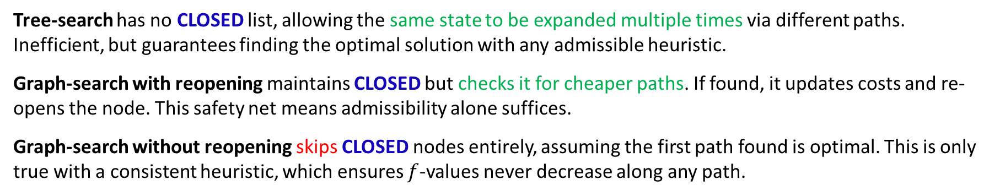 Tree-search has no CLOSED list, allowing the same state to be expanded multiple times via different paths.
Inefficient, but guarantees finding the optimal solution with any admissible heuristic.
Graph-search with reopening maintains CLOSED but checks it for cheaper paths. If found, it updates costs and re-
opens the node. This safety net means admissibility alone suffices.
Graph-search without reopening skips CLOSED nodes entirely, assuming the first path found is optimal. This is only
true with a consistent heuristic, which ensures f-values never decrease along any path.